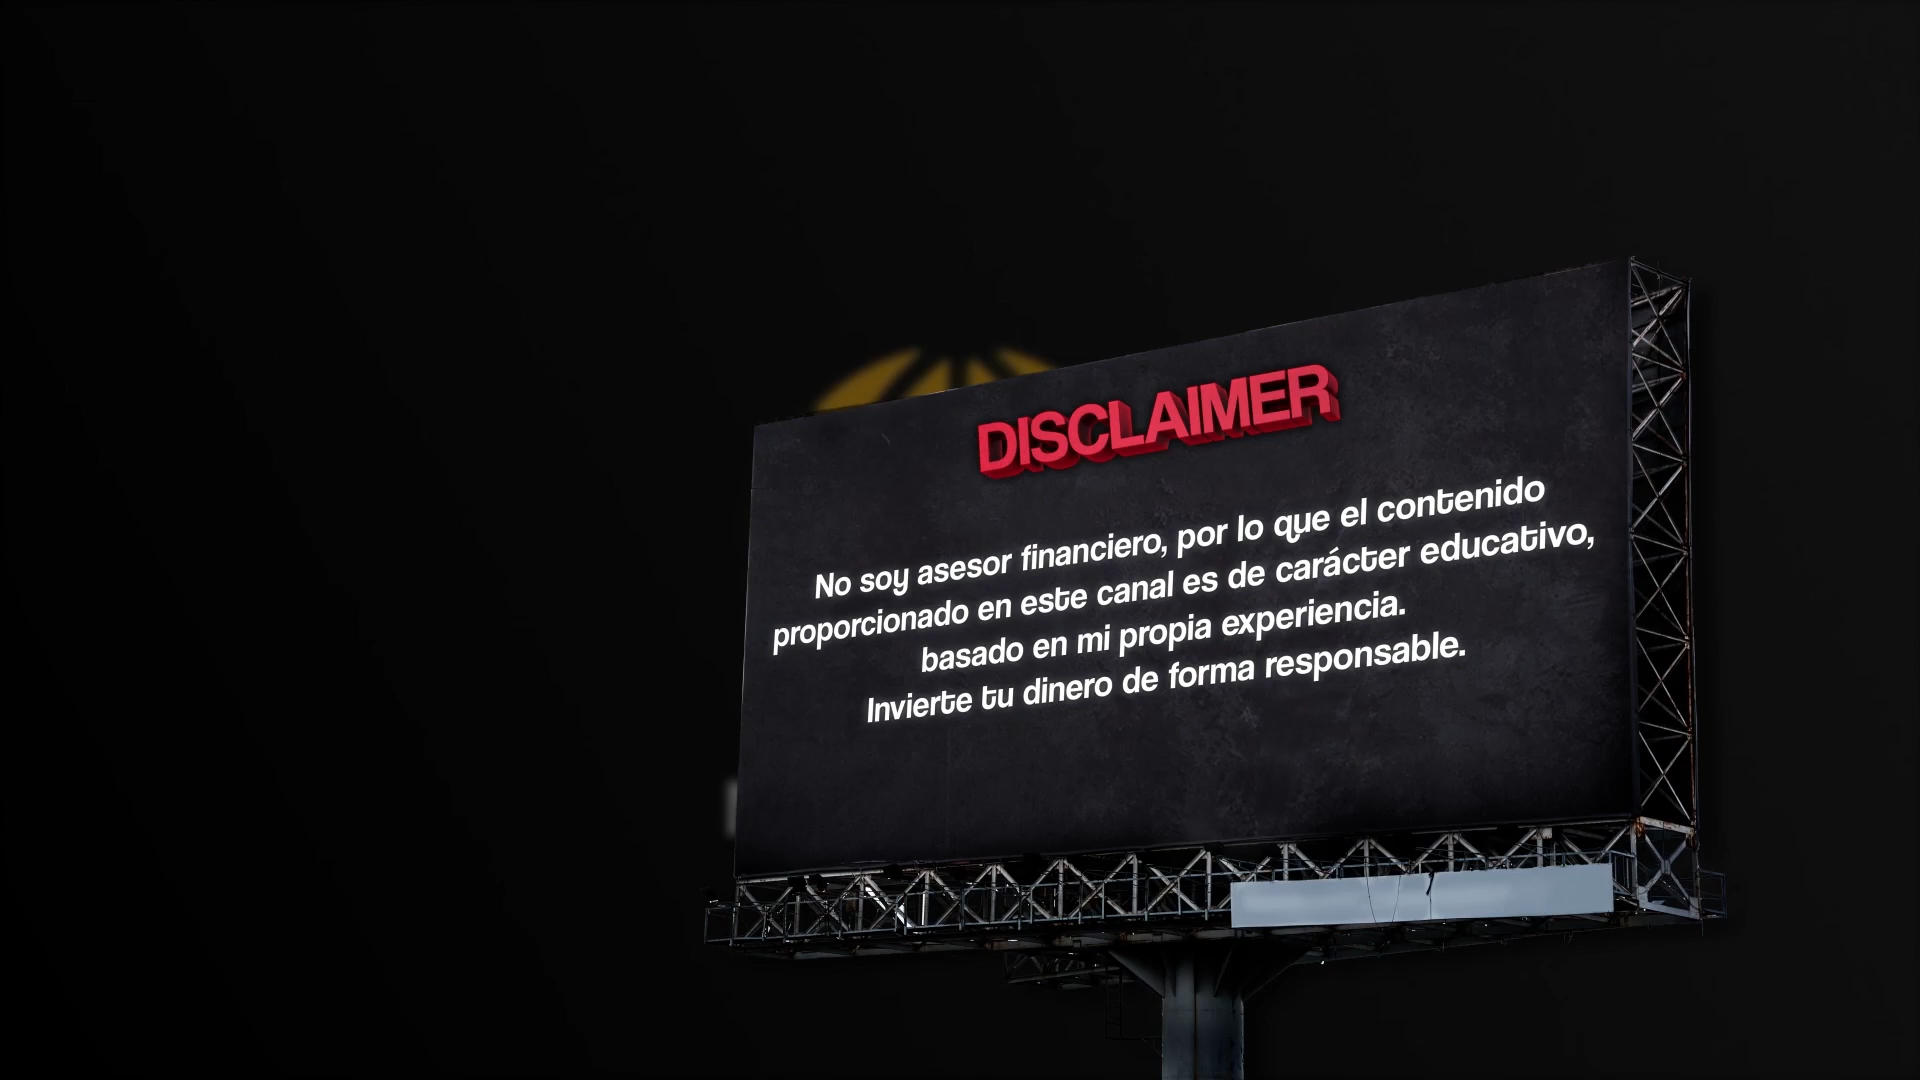 DISCLAIMER
No soy asesor financiero, por lo que el contenido
proporcionado en este canal es de carácter educativo,
basado en mi propia experiencia.
Invierte tu dinero de forma responsable.